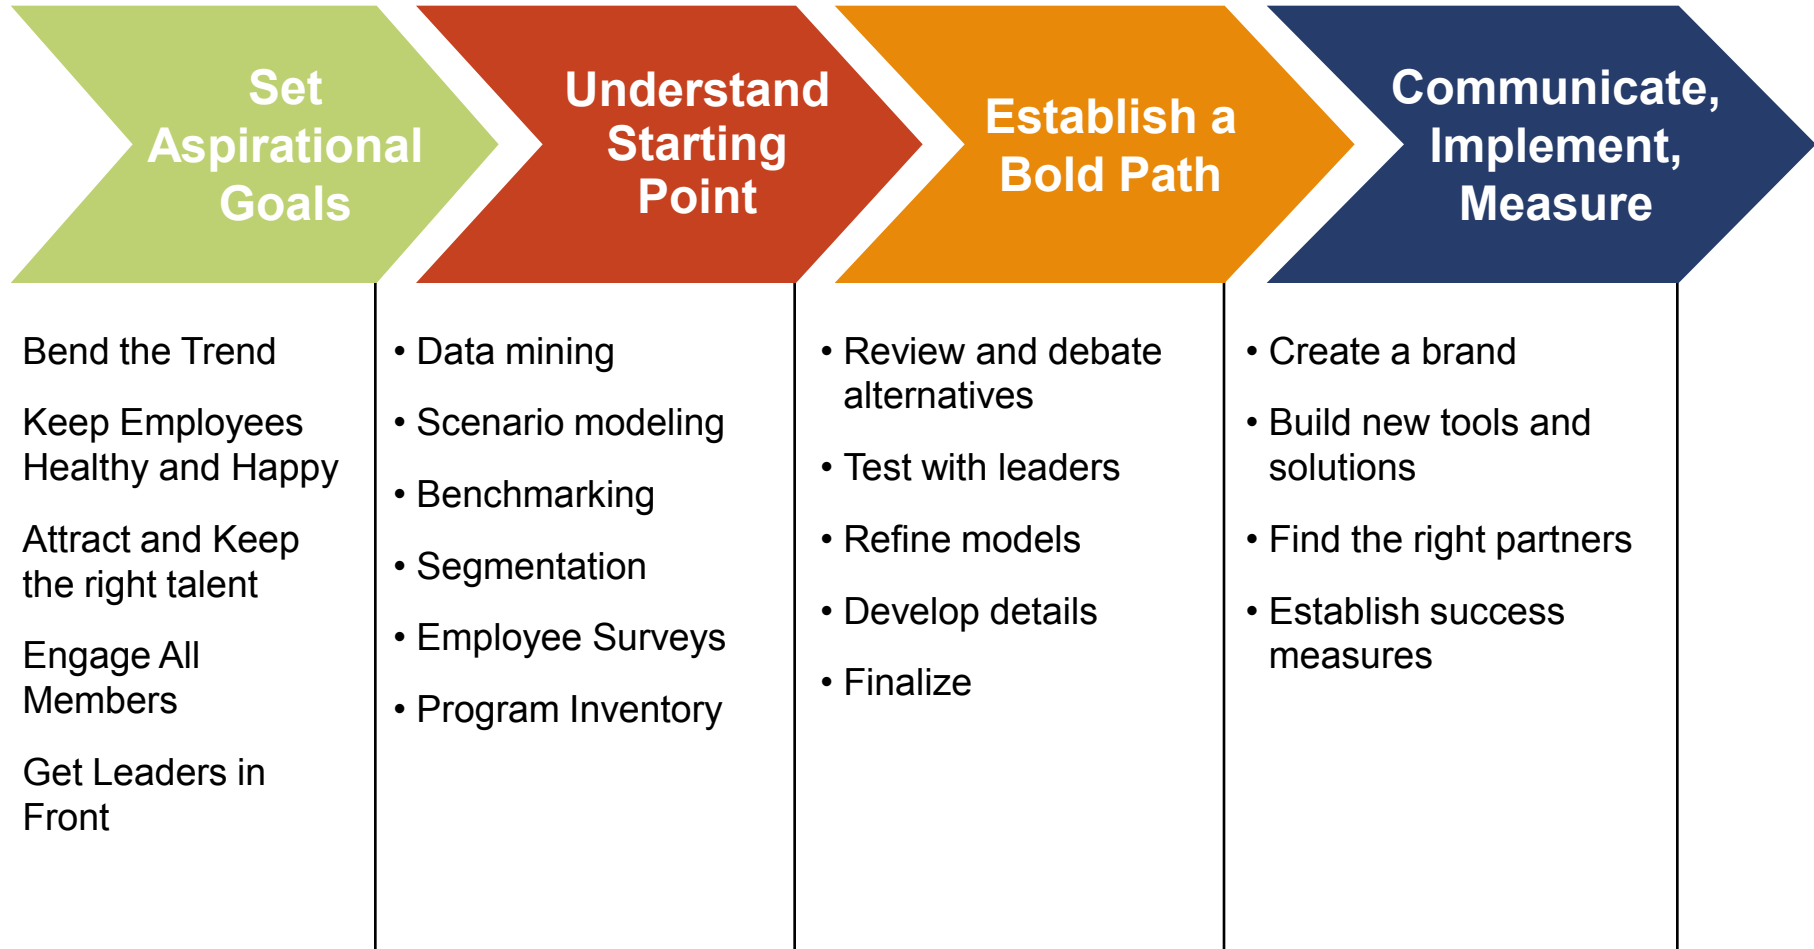 Set
Aspirational
Goals
Understand
Starting
Point
Establish a
Bold Path
Communicate,
Implement,
Measure
Bend the Trend
Keep Employees
Healthy and Happy
Attract and Keep
the right talent
Engage All
Members
Get Leaders in
Front
• Data mining
• Scenario modeling
• Benchmarking
• Segmentation
• Employee Surveys
• Program Inventory
• Review and debate
alternatives
• Test with leaders
• Refine models
• Develop details
• Finalize
• Create a brand
• Build new tools and
solutions
• Find the right partners
• Establish success
measures